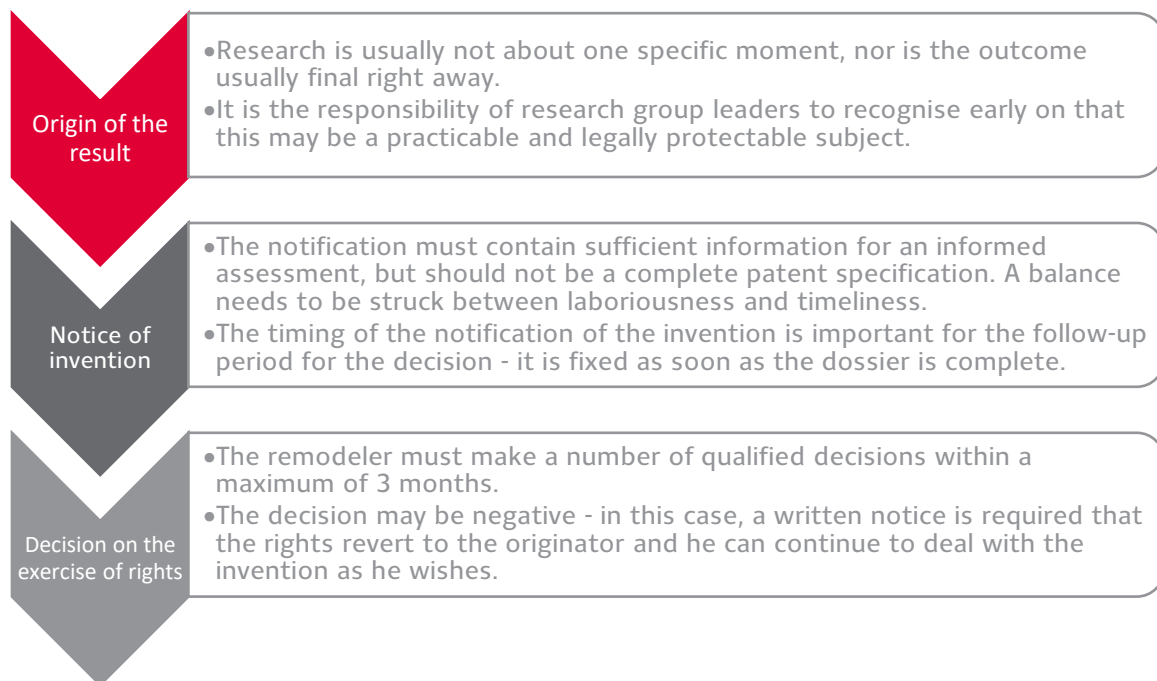 Origin of the
result
•Research is usually not about one specific moment, nor is the outcome
usually final right away.
•It is the responsibility of research group leaders to recognise early on that
this may be a practicable and legally protectable subject.
Notice of
invention
•The notification must contain sufficient information for an informed
assessment, but should not be a complete patent specification. A balance
needs to be struck between laboriousness and timeliness.
•The timing of the notification of the invention is important for the follow-up
period for the decision - it is fixed as soon as the dossier is complete.
Decision on the
exercise of rights
•The remodeler must make a number of qualified decisions within a
maximum of 3 months.
•The decision may be negative - in this case, a written notice is required that
the rights revert to the originator and he can continue to deal with the
invention as he wishes.